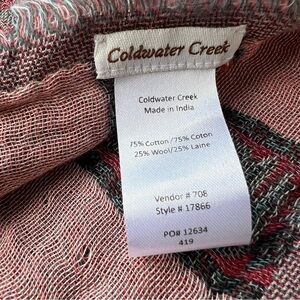 Coldwater Creek
Coldwater Creek
Made in India
75% Cotton/75% Coton
25% Wool/25% Laine
Vendor # 708
Style # 17866
PO# 12634
419